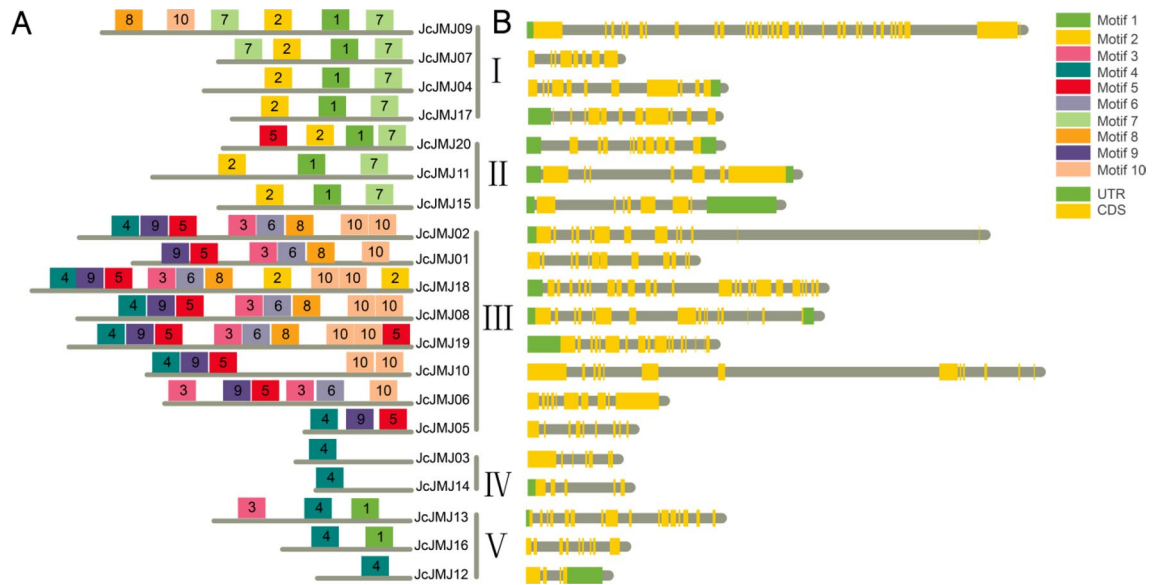 A
B
8 10 7 2 1 7 JcJMJ09
7 2 1 7 JcJMJ07
2 1 7 JcJMJ04
2 1 7 JcJMJ17
I
5 2 1 7 JcJMJ20
2 1 7 JcJMJ11
2 1 7 JcJMJ15
II
4 9 5 3 6 8 10 10 JcJMJ02
9 5 3 6 8 10 JcJMJ01
4 9 5 3 6 8 2 10 10 2 JcJMJ18
4 9 5 3 6 8 10 10 JcJMJ08
4 9 5 3 6 8 10 10 5 JcJMJ19
4 9 5 10 10 JcJMJ10
3 9 5 3 6 10 JcJMJ06
4 9 5 JcJMJ05
III
4 JcJMJ03
4 JcJMJ14
IV
3 4 1 JcJMJ13
4 1 JcJMJ16
4 JcJMJ12
V
Motif 1
Motif 2
Motif 3
Motif 4
Motif 5
Motif 6
Motif 7
Motif 8
Motif 9
Motif 10
UTR
CDS